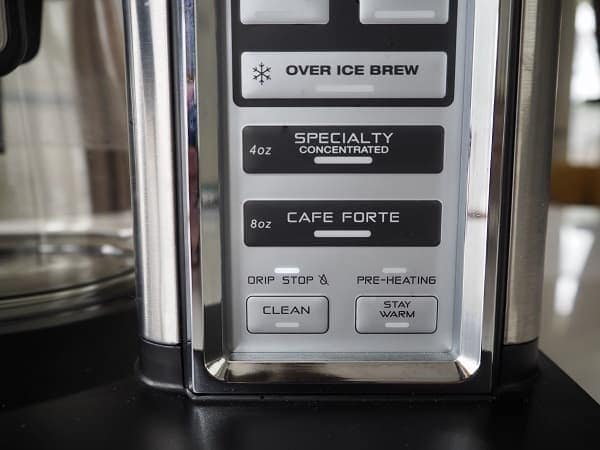 OVER ICE BREW
4oz SPECIALTY
CONCENTRATED
8oz CAFE FORTE
DRIP STOP PRE-HEATING
CLEAN STAY
WARM